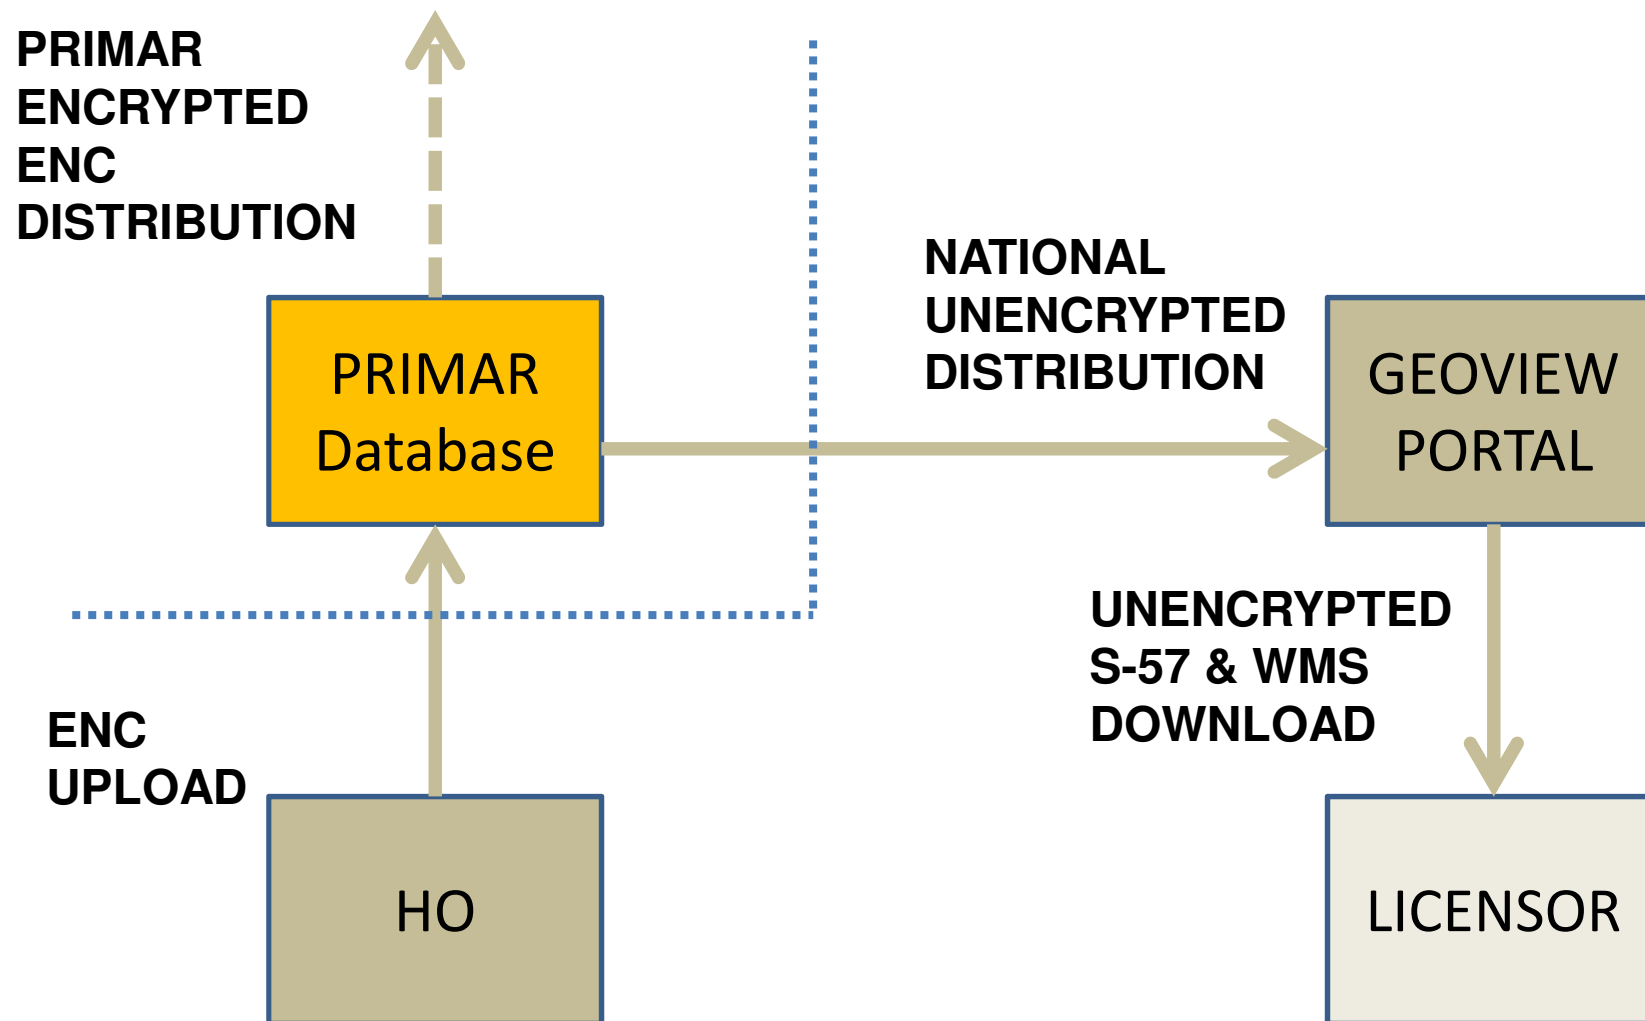 PRIMAR
ENCRYPTED
ENC
DISTRIBUTION
NATIONAL
UNENCRYPTED
DISTRIBUTION
PRIMAR
Database
GEOVIEW
PORTAL
UNENCRYPTED
S-57 & WMS
DOWNLOAD
ENC
UPLOAD
HO
LICENSOR